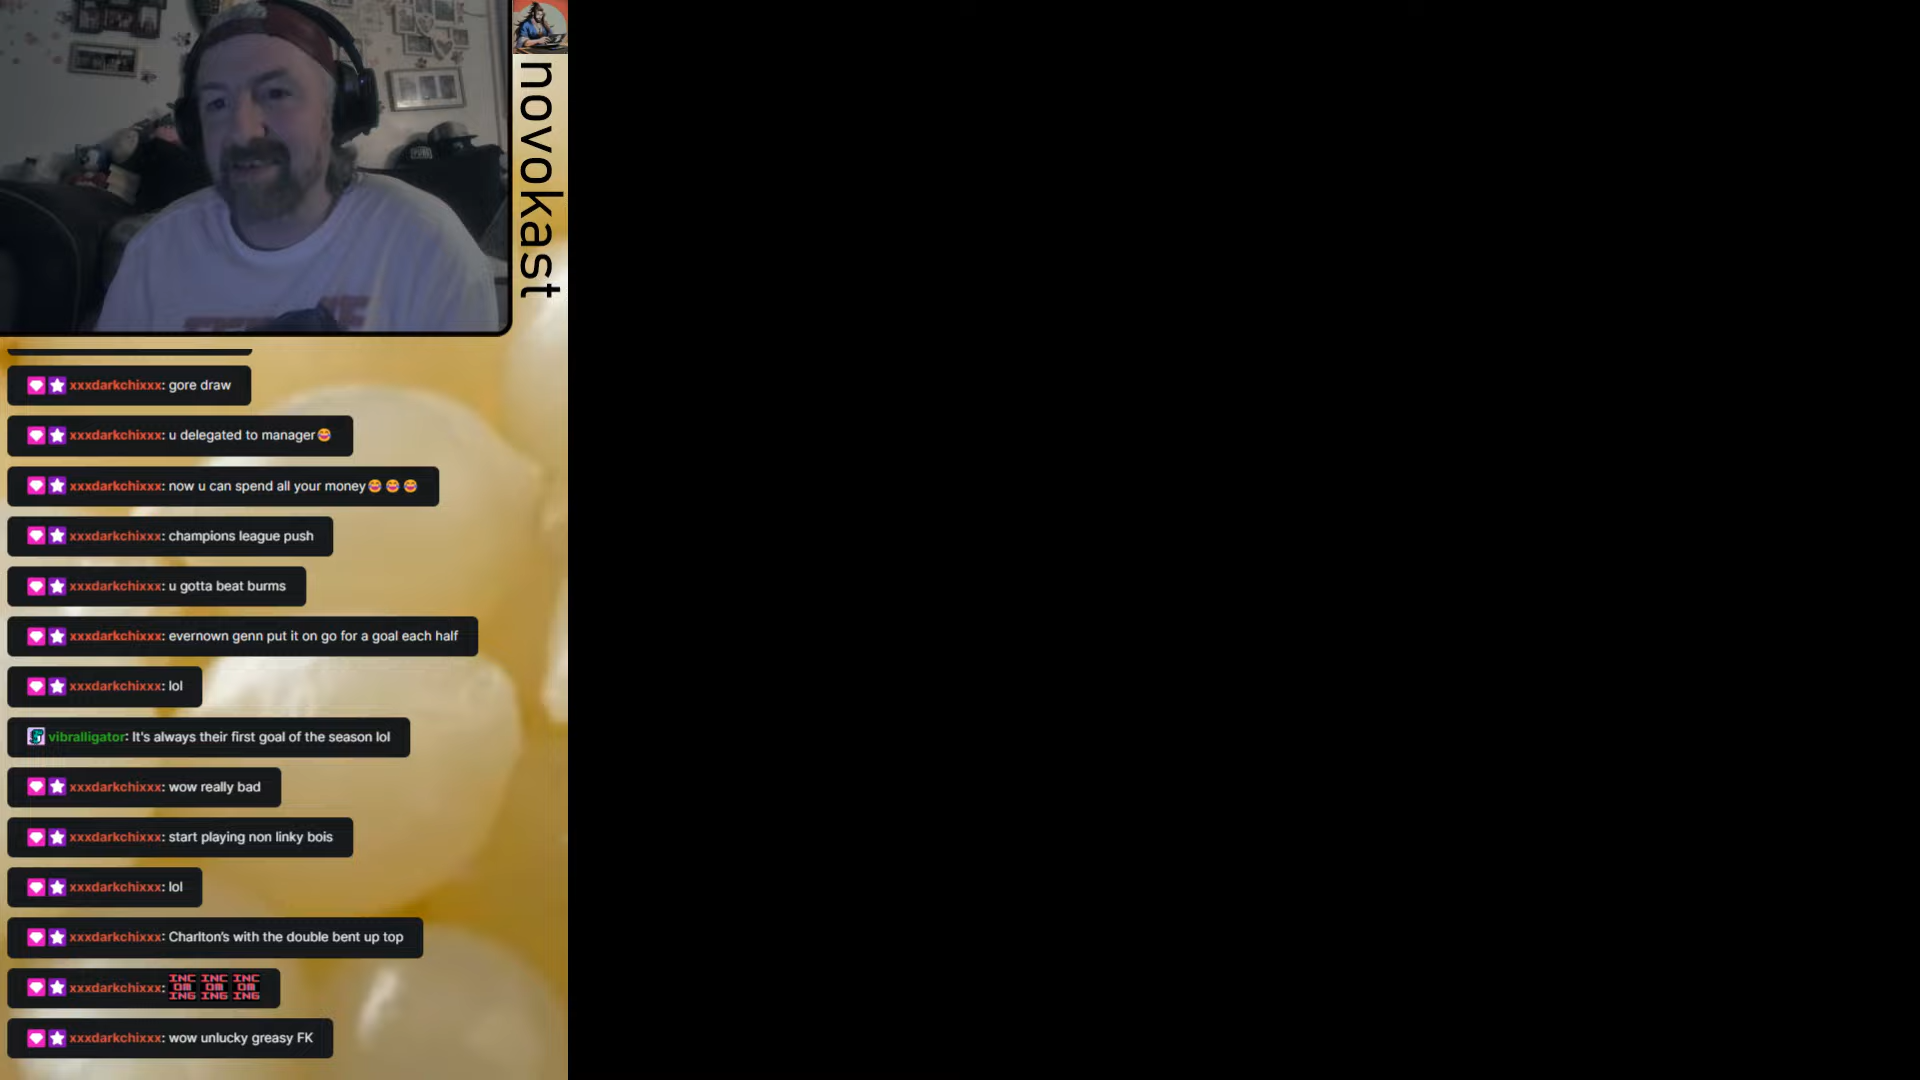 novokast
xxxdarkchixxx: gore draw
xxxdarkchixxx: u delegated to manager😂
xxxdarkchixxx: now u can spend all your money😂😂😂
xxxdarkchixxx: champions league push
xxxdarkchixxx: u gotta beat burms
xxxdarkchixxx: evernown genn put it on go for a goal each half
xxxdarkchixxx: lol
vibralligator: It's always their first goal of the season lol
xxxdarkchixxx: wow really bad
xxxdarkchixxx: start playing non linky bois
xxxdarkchixxx: lol
xxxdarkchixxx: Charlton's with the double bent up top
xxxdarkchixxx: INCOMING INCOMING INCOMING
xxxdarkchixxx: wow unlucky greasy FK